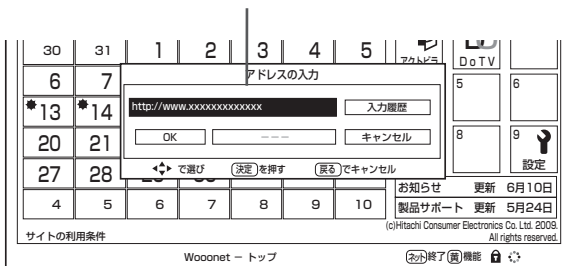 30 31 1 2 3 4 5 アクトビラ DoTV
アドレスの入力
6 7 5 6
http://www.xxxxxxxxxxxxx 入力履歴
13 14
OK ーーー キャンセル
20 21 8 9
で選び 決定を押す 戻るでキャンセル
設定
27 28
お知らせ 更新 6月10日
4 5 6 7 8 9 10 製品サポート 更新 5月24日
(c)Hitachi Consumer Electronics Co. Ltd. 2009.
サイトの利用条件 All rights reserved.
Wooonet － トップ ネット終了 黄機能